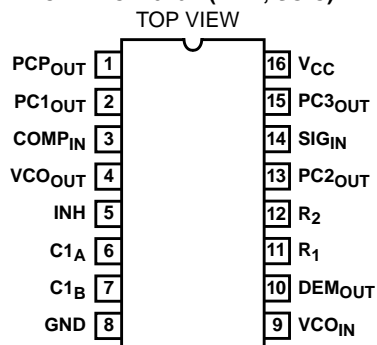 TOP VIEW
PCPOUT 1
PC1OUT 2
COMPIN 3
VCOOUT 4
INH 5
C1A 6
C1B 7
GND 8
16 VCC
15 PC3OUT
14 SIGIN
13 PC2OUT
12 R2
11 R1
10 DEMOUT
9 VCOIN